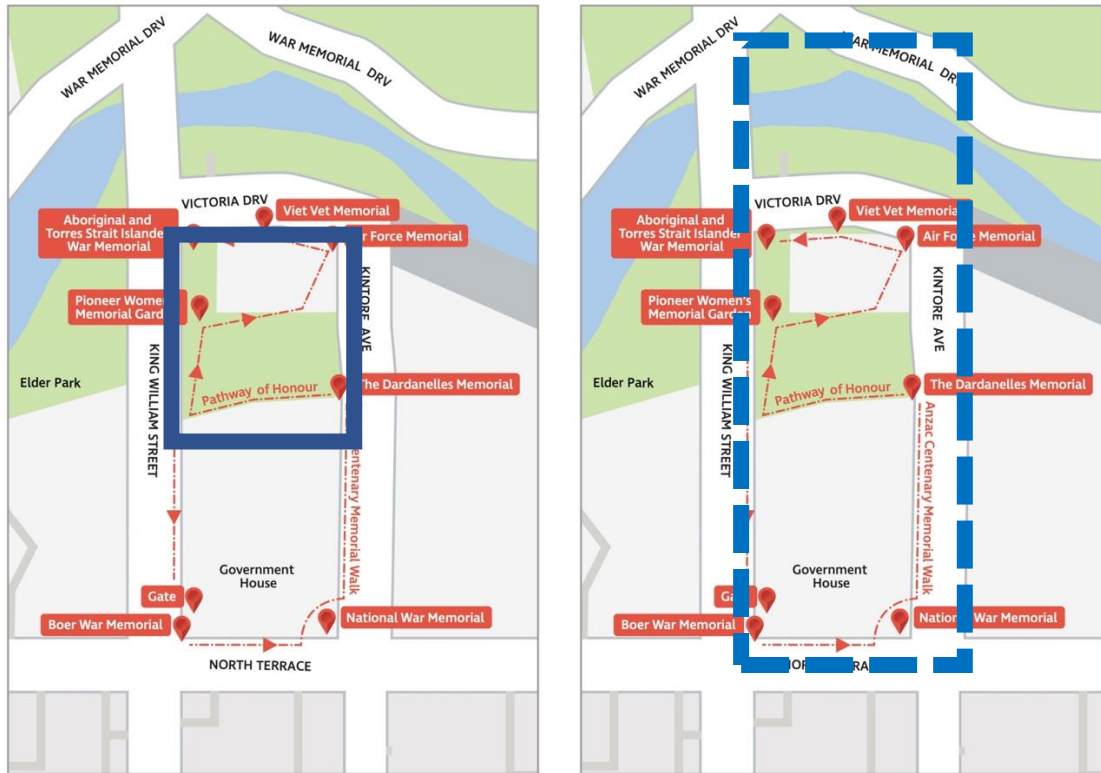 WAR MEMORIAL DRV
WAR MEMORIAL DRV
VICTORIA DRV
Viet Vet Memorial
Aboriginal and
Torres Strait Islander
War Memorial
Force Memorial
KINTORE AVE
Pioneer Women
Memorial Gard
KING WILLIAM STREET
Elder Park
Pathway of Honour
The Dardanelles Memorial
Centenary Memorial Walk
Government
House
Gate
Boer War Memorial
National War Memorial
NORTH TERRACE
WAR MEMORIAL DRV
WAR MEMORIAL DRV
VICTORIA DRV
Viet Vet Memorial
Aboriginal and
Torres Strait Islander
War Memorial
Air Force Memorial
KINTORE AVE
Pioneer Women's
Memorial Garden
KING WILLIAM STREET
Elder Park
Pathway of Honour
The Dardanelles Memorial
Anzac Centenary Memorial Walk
Government
House
Boer War Memorial
National War Memorial